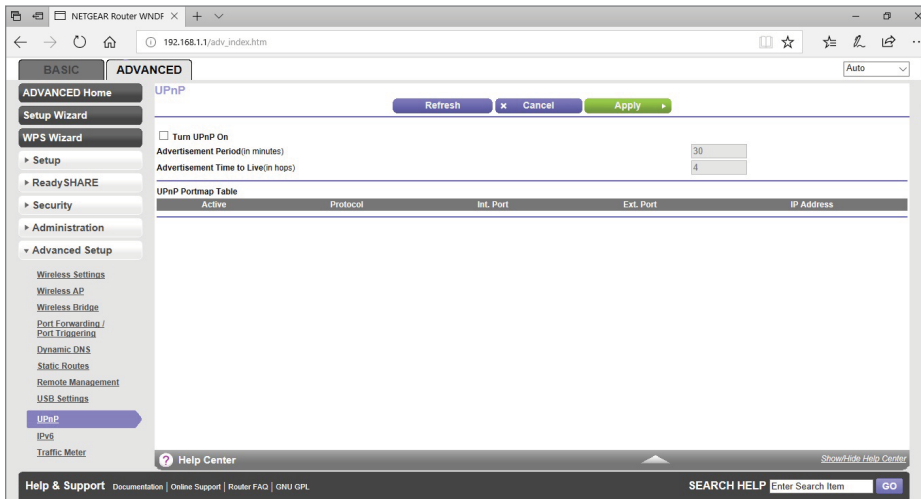 NETGEAR Router WNDF
192.168.1.1/adv_index.htm
BASIC
ADVANCED
Auto
ADVANCED Home
Setup Wizard
WPS Wizard
Setup
ReadySHARE
Security
Administration
Advanced Setup
Wireless Settings
Wireless AP
Wireless Bridge
Port Forwarding /
Port Triggering
Dynamic DNS
Static Routes
Remote Management
USB Settings
UPnP
IPv6
Traffic Meter
UPnP
Refresh Cancel Apply
Turn UPnP On
Advertisement Period(in minutes) 30
Advertisement Time to Live(in hops) 4
UPnP Portmap Table
Active Protocol Int. Port Ext. Port IP Address
Help Center Show/Hide Help Center
Help & Support Documentation | Online Support | Router FAQ | GNU GPL SEARCH HELP Enter Search Item GO